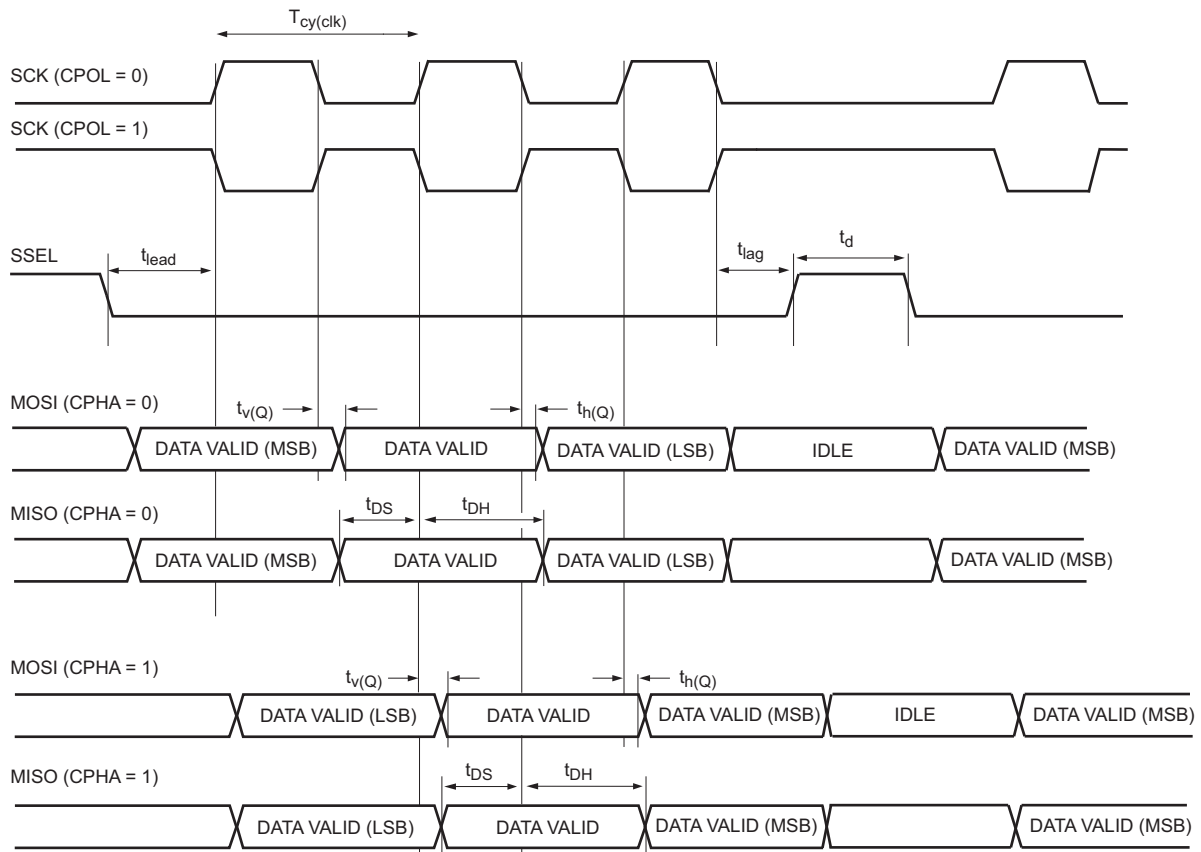 Tcy(clk)
SCK (CPOL = 0)
SCK (CPOL = 1)
SSEL
tlead
tlag
td
MOSI (CPHA = 0)
tv(Q)
th(Q)
DATA VALID (MSB)
DATA VALID
DATA VALID (LSB)
IDLE
DATA VALID (MSB)
MISO (CPHA = 0)
tDS
tDH
DATA VALID (MSB)
DATA VALID
DATA VALID (LSB)
DATA VALID (MSB)
MOSI (CPHA = 1)
tv(Q)
th(Q)
DATA VALID (LSB)
DATA VALID
DATA VALID (MSB)
IDLE
DATA VALID (MSB)
MISO (CPHA = 1)
tDS
tDH
DATA VALID (LSB)
DATA VALID
DATA VALID (MSB)
DATA VALID (MSB)